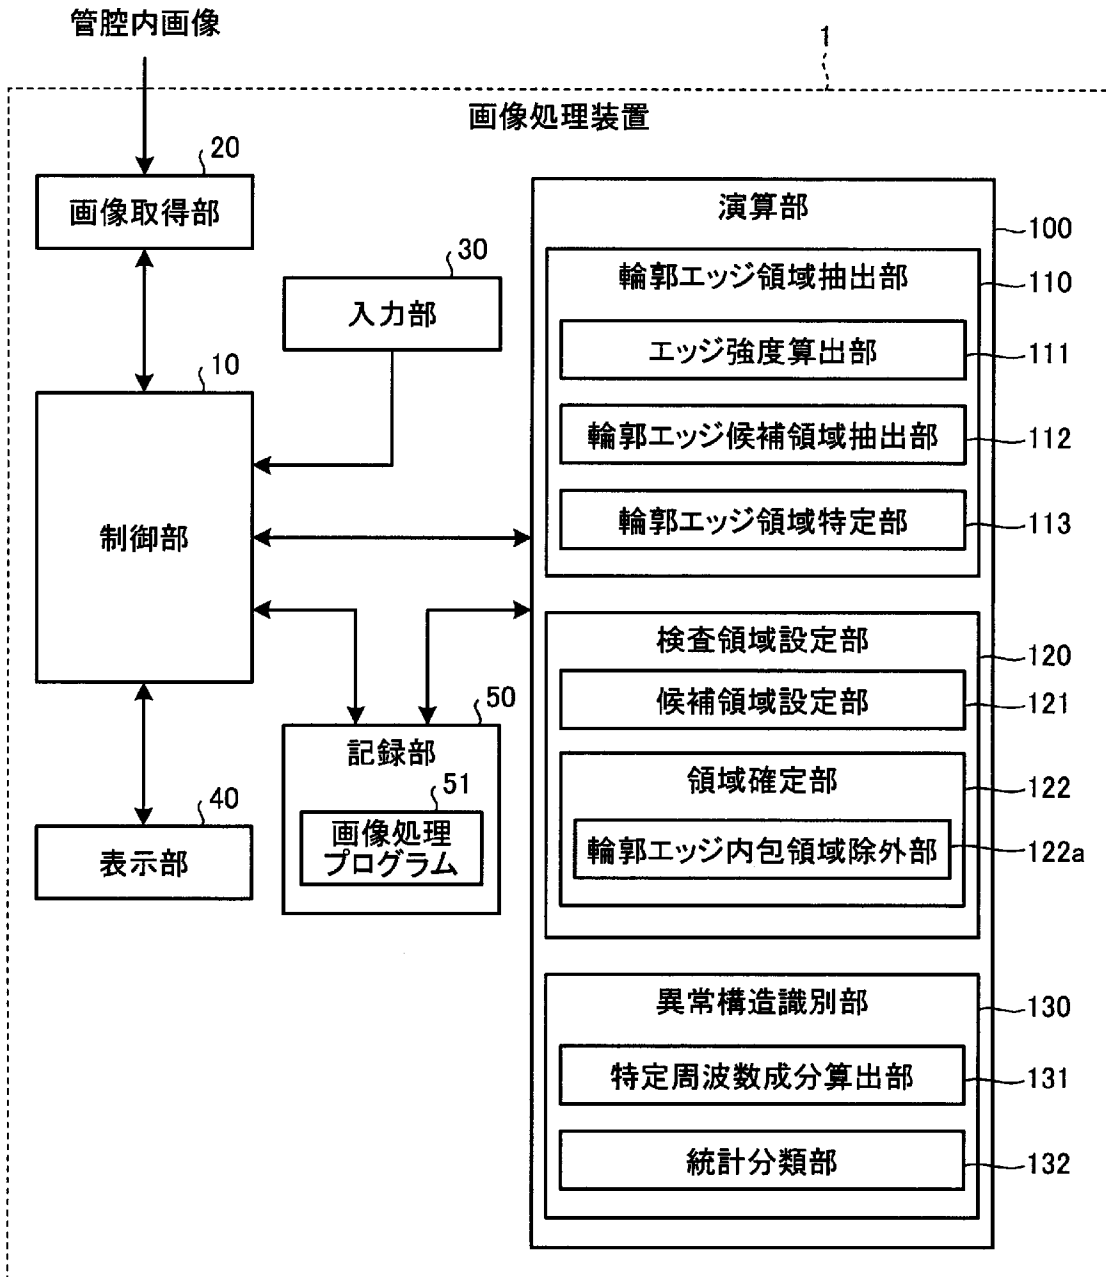 管腔内画像
1
画像処理装置
20
画像取得部
演算部
100
30
入力部
輪郭エッジ領域抽出部
110
エッジ強度算出部
111
10
制御部
輪郭エッジ候補領域抽出部
112
輪郭エッジ領域特定部
113
検査領域設定部
120
候補領域設定部
121
50
記録部
51
画像処理
プログラム
領域確定部
122
40
表示部
輪郭エッジ内包領域除外部
122a
異常構造識別部
130
特定周波数成分算出部
131
統計分類部
132